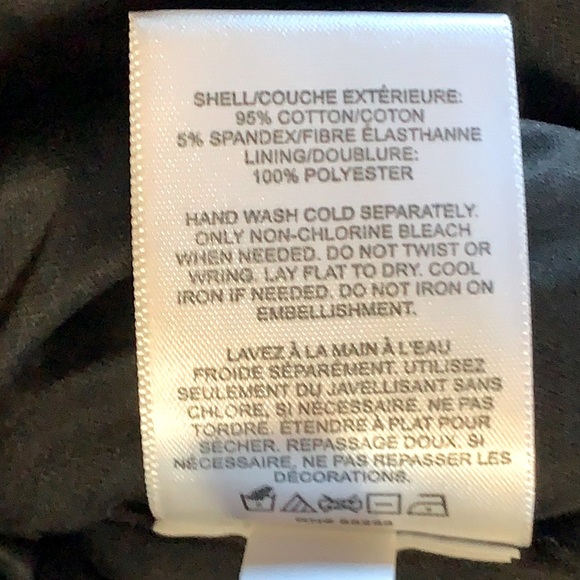 SHELL/COUCHE EXTÉRIEURE:
95% COTTON/COTON
5% SPANDEX/FIBRE ÉLASTHANNE
LINING/DOUBLURE:
100% POLYESTER
HAND WASH COLD SEPARATELY.
ONLY NON-CHLORINE BLEACH
WHEN NEEDED. DO NOT TWIST OR
WRING. LAY FLAT TO DRY. COOL
IRON IF NEEDED. DO NOT IRON ON
EMBELLISHMENT.
LAVEZ À LA MAIN À L'EAU
FROIDE SÉPARÉMENT. UTILISEZ
SEULEMENT DU JAVELLISANT SANS
CHLORE, SI NÉCESSAIRE. NE PAS
TORDRE. ÉTENDRE À PLAT POUR
SÉCHER. REPASSAGE DOUX. SI
NÉCESSAIRE, NE PAS REPASSER LES
DÉCORATIONS.